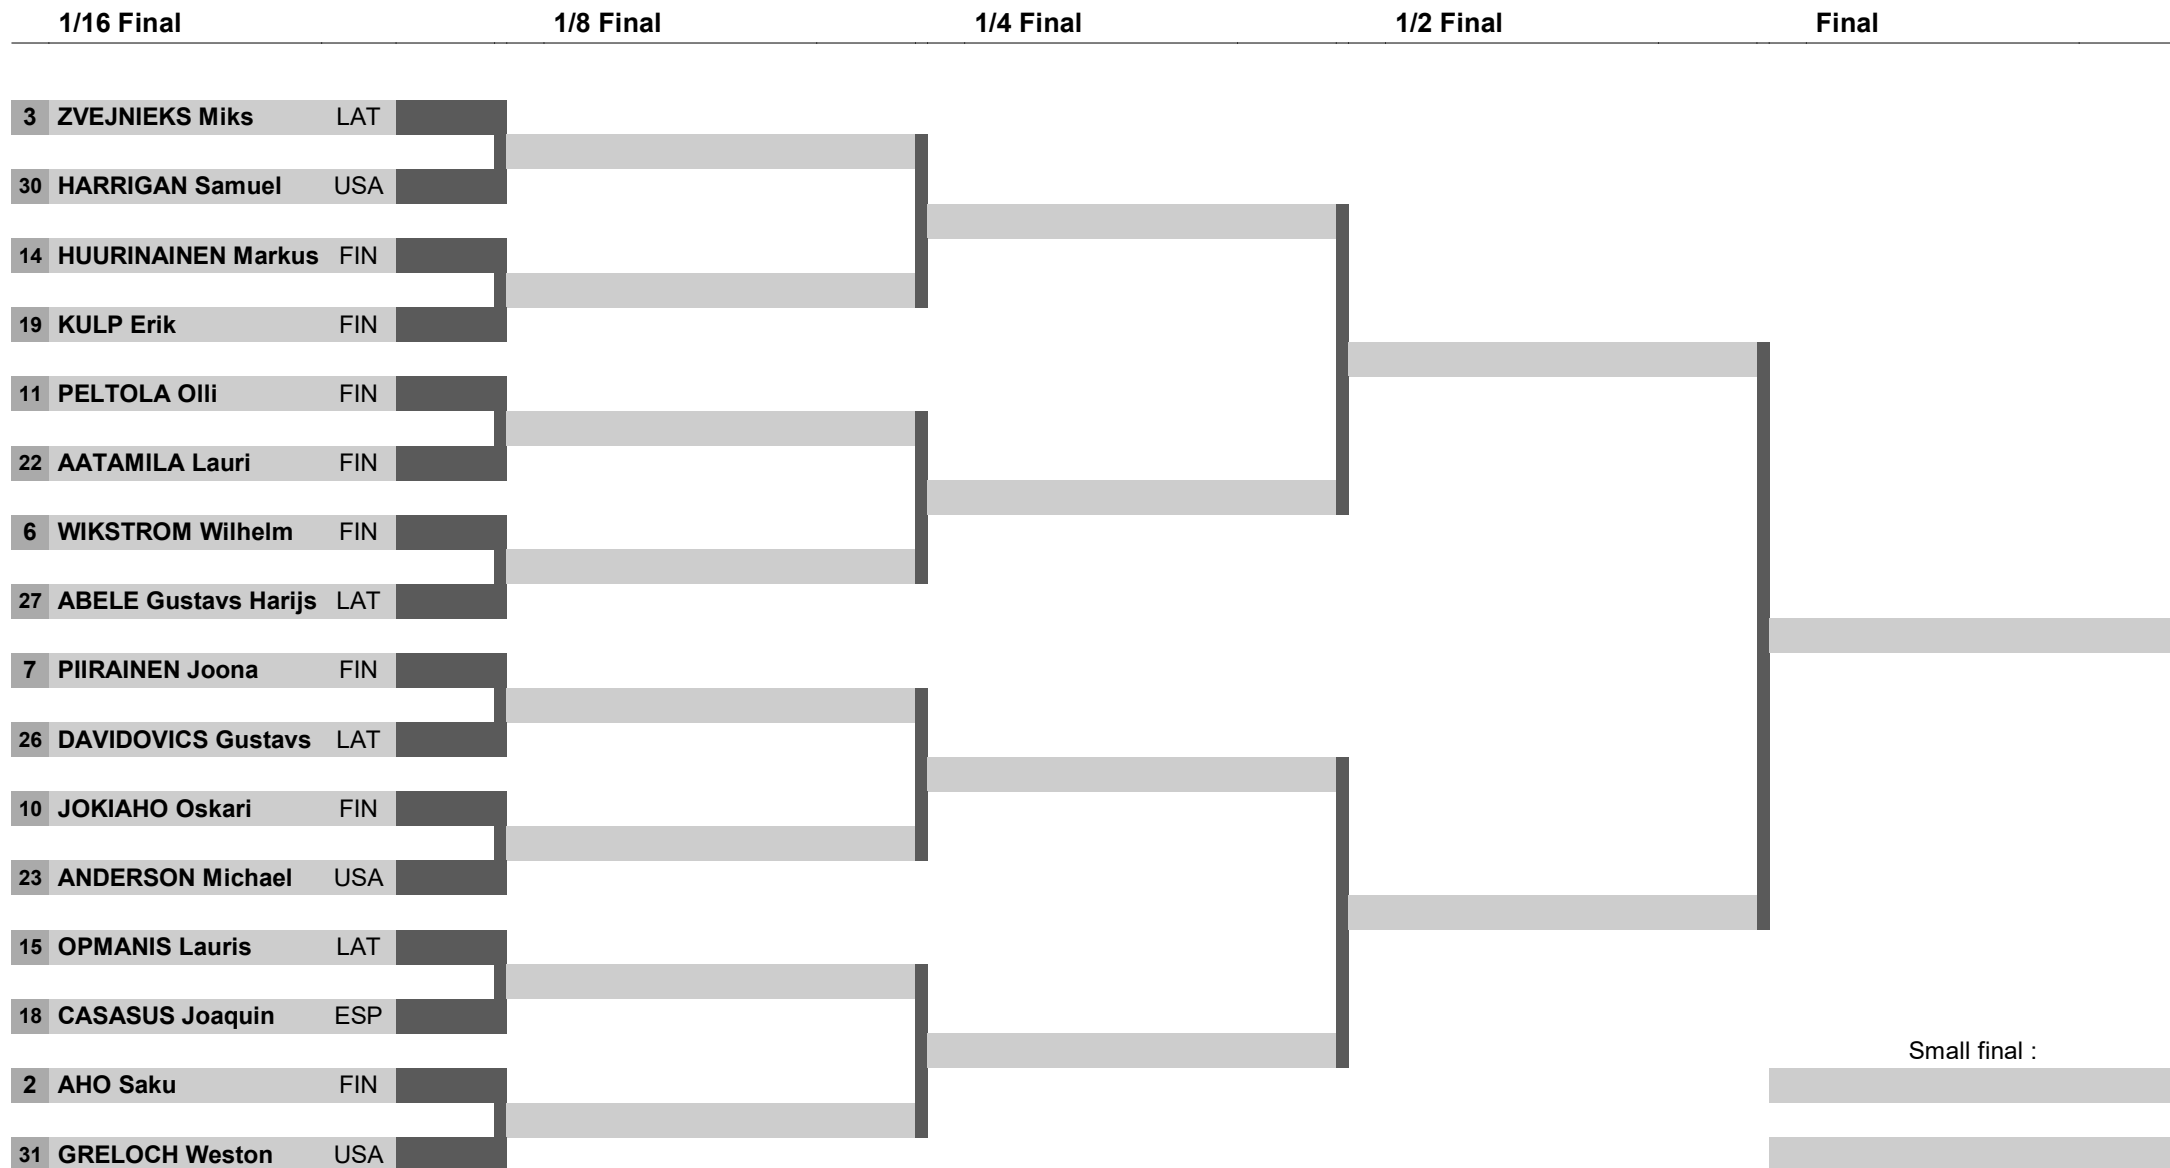 1/16 Final 1/8 Final 1/4 Final 1/2 Final Final
3 ZVEJNIEKS Miks LAT
30 HARRIGAN Samuel USA
14 HUURINAINEN Markus FIN
19 KULP Erik FIN
11 PELTOLA Olli FIN
22 AATAMILA Lauri FIN
6 WIKSTROM Wilhelm FIN
27 ABELE Gustavs Harijs LAT
7 PIIRAINEN Joona FIN
26 DAVIDOVICS Gustavs LAT
10 JOKIAHO Oskari FIN
23 ANDERSON Michael USA
15 OPMANIS Lauris LAT
18 CASASUS Joaquin ESP
Small final :
2 AHO Saku FIN
31 GRELOCH Weston USA